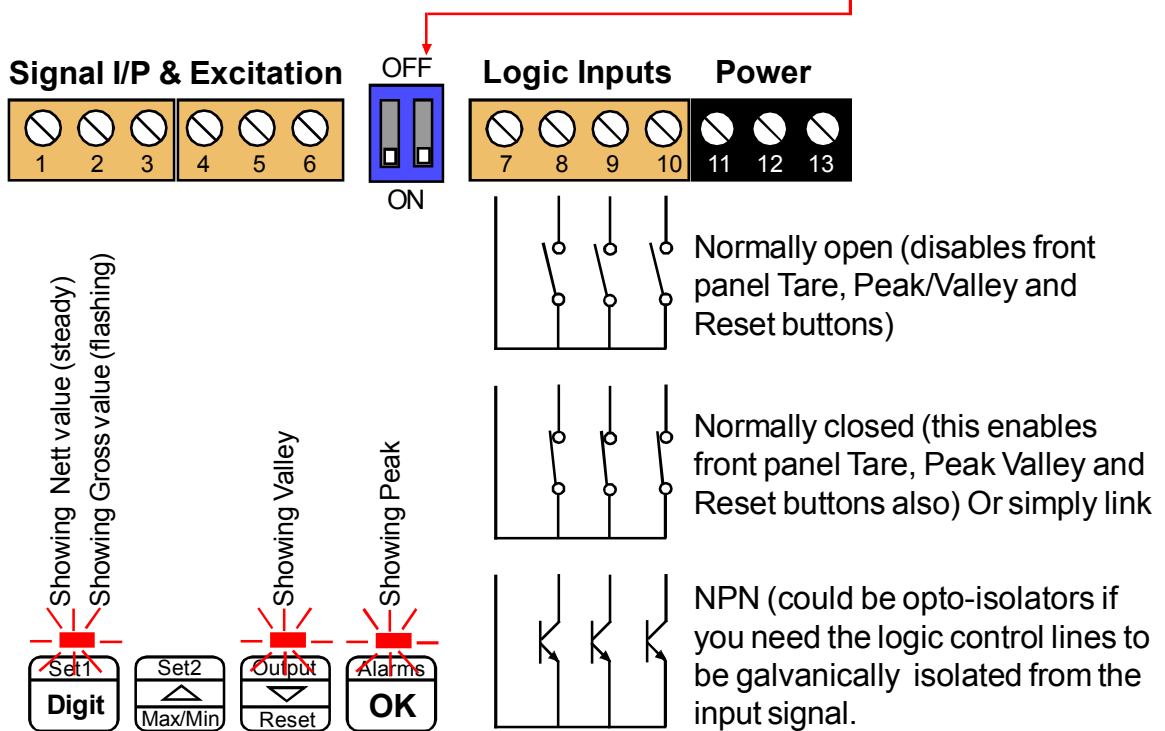 OFF
Signal I/P & Excitation
Logic Inputs
Power
1 2 3 4 5 6
7 8 9 10 11 12 13
ON
Normally open (disables front
panel Tare, Peak/Valley and
Reset buttons)
Normally closed (this enables
front panel Tare, Peak Valley and
Reset buttons also) Or simply link
NPN (could be opto-isolators if
you need the logic control lines to
be galvanically isolated from the
input signal.
Showing Nett value (steady)
Showing Gross value (flashing)
Showing Valley
Showing Peak
Set1
Digit
Set2
Max/Min
Output
Reset
Alarms
OK